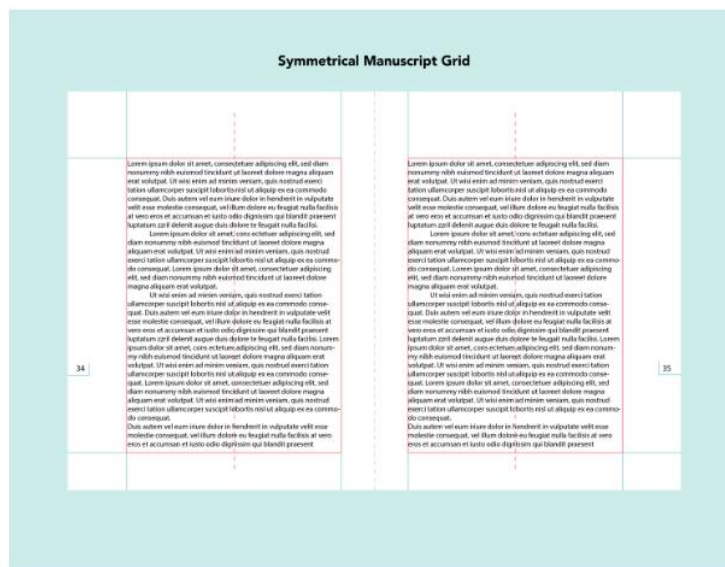 Symmetrical Manuscript Grid
Lorem ipsum dolor sit amet, consectetuer adipiscing elit, sed diam
nonummy nibh euismod tincidunt ut laoreet dolore magna aliquam
erat volutpat. Ut wisi enim ad minim veniam, quis nostrud exerci
tation ullamcorper suscipit lobortis nisl ut aliquip ex ea commodo
consequat. Duis autem vel eum iriure dolor in hendrerit in vulputate
velit esse molestie consequat, vel illum dolore eu feugiat nulla facilisis
at vero eros et accumsan et iusto odio dignissim qui blandit praesent
luptatum zzril delenit augue duis dolore te feugait nulla facilisi.
Lorem ipsum dolor sit amet, cons ectetuer adipiscing elit, sed
diam nonummy nibh euismod tincidunt ut laoreet dolore magna
aliquam erat volutpat. Ut wisi enim ad minim veniam, quis nostrud
exerci tation ullamcorper suscipit lobortis nisl ut aliquip ex ea commo-
do consequat. Lorem ipsum dolor sit amet, consectetuer adipiscing
elit, sed diam nonummy nibh euismod tincidunt ut laoreet dolore
magna aliquam erat volutpat.
Ut wisi enim ad minim veniam, quis nostrud exerci tation
ullamcorper suscipit lobortis nisl ut aliquip ex ea commodo conse-
quat. Duis autem vel eum iriure dolor in hendrerit in vulputate velit
esse molestie consequat, vel illum dolore eu feugiat nulla facilisis at
vero eros et accumsan et iusto odio dignissim qui blandit praesent
luptatum zzril delenit augue duis dolore te feugait nulla facilisi. Lorem
ipsum dolor sit amet, cons ectetuer adipiscing elit, sed diam nonum-
my nibh euismod tincidunt ut laoreet dolore magna aliquam erat
volutpat. Ut wisi enim ad minim veniam, quis nostrud exerci tation
ullamcorper suscipit lobortis nisl ut aliquip ex ea commodo conse-
quat. Lorem ipsum dolor sit amet, consectetuer adipiscing elit, sed
diam nonummy nibh euismod tincidunt ut laoreet dolore magna
aliquam erat volutpat. Ut wisi enim ad minim veniam, quis nostrud
exerci tation ullamcorper suscipit lobortis nisl ut aliquip ex ea commo-
do consequat.
Duis autem vel eum iriure dolor in hendrerit in vulputate velit esse
molestie consequat, vel illum dolore eu feugiat nulla facilisis at vero
eros et accumsan et iusto odio dignissim qui blandit praesent
34
Lorem ipsum dolor sit amet, consectetuer adipiscing elit, sed diam
nonummy nibh euismod tincidunt ut laoreet dolore magna aliquam
erat volutpat. Ut wisi enim ad minim veniam, quis nostrud exerci
tation ullamcorper suscipit lobortis nisl ut aliquip ex ea commodo
consequat. Duis autem vel eum iriure dolor in hendrerit in vulputate
velit esse molestie consequat, vel illum dolore eu feugiat nulla facilisis
at vero eros et accumsan et iusto odio dignissim qui blandit praesent
luptatum zzril delenit augue duis dolore te feugait nulla facilisi.
Lorem ipsum dolor sit amet, cons ectetuer adipiscing elit, sed
diam nonummy nibh euismod tincidunt ut laoreet dolore magna
aliquam erat volutpat. Ut wisi enim ad minim veniam, quis nostrud
exerci tation ullamcorper suscipit lobortis nisl ut aliquip ex ea commo-
do consequat. Lorem ipsum dolor sit amet, consectetuer adipiscing
elit, sed diam nonummy nibh euismod tincidunt ut laoreet dolore
magna aliquam erat volutpat.
Ut wisi enim ad minim veniam, quis nostrud exerci tation
ullamcorper suscipit lobortis nisl ut aliquip ex ea commodo conse-
quat. Duis autem vel eum iriure dolor in hendrerit in vulputate velit
esse molestie consequat, vel illum dolore eu feugiat nulla facilisis at
vero eros et accumsan et iusto odio dignissim qui blandit praesent
luptatum zzril delenit augue duis dolore te feugait nulla facilisi. Lorem
ipsum dolor sit amet, cons ectetuer adipiscing elit, sed diam nonum-
my nibh euismod tincidunt ut laoreet dolore magna aliquam erat
volutpat. Ut wisi enim ad minim veniam, quis nostrud exerci tation
ullamcorper suscipit lobortis nisl ut aliquip ex ea commodo conse-
quat. Lorem ipsum dolor sit amet, consectetuer adipiscing elit, sed
diam nonummy nibh euismod tincidunt ut laoreet dolore magna
aliquam erat volutpat. Ut wisi enim ad minim veniam, quis nostrud
exerci tation ullamcorper suscipit lobortis nisl ut aliquip ex ea commo-
do consequat.
Duis autem vel eum iriure dolor in hendrerit in vulputate velit esse
molestie consequat, vel illum dolore eu feugiat nulla facilisis at vero
eros et accumsan et iusto odio dignissim qui blandit praesent
35